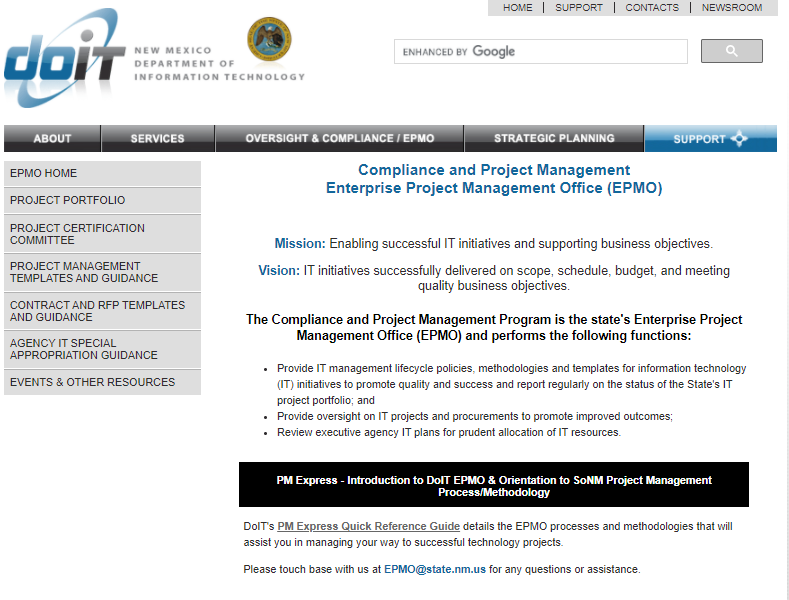 HOME | SUPPORT | CONTACTS | NEWSROOM
doiT
NEW MEXICO
DEPARTMENT OF
INFORMATION TECHNOLOGY
ENHANCED BY Google
ABOUT
SERVICES
OVERSIGHT & COMPLIANCE / EPMO
STRATEGIC PLANNING
SUPPORT
EPMO HOME
PROJECT PORTFOLIO
PROJECT CERTIFICATION
COMMITTEE
PROJECT MANAGEMENT
TEMPLATES AND GUIDANCE
CONTRACT AND RFP TEMPLATES
AND GUIDANCE
AGENCY IT SPECIAL
APPROPRIATION GUIDANCE
EVENTS & OTHER RESOURCES
Compliance and Project Management
Enterprise Project Management Office (EPMO)
Mission: Enabling successful IT initiatives and supporting business objectives.
Vision: IT initiatives successfully delivered on scope, schedule, budget, and meeting
quality business objectives.
The Compliance and Project Management Program is the state's Enterprise Project
Management Office (EPMO) and performs the following functions:
• Provide IT management lifecycle policies, methodologies and templates for information technology
(IT) initiatives to promote quality and success and report regularly on the status of the State's IT
project portfolio; and
• Provide oversight on IT projects and procurements to promote improved outcomes;
• Review executive agency IT plans for prudent allocation of IT resources.
PM Express - Introduction to DoIT EPMO & Orientation to SoNM Project Management
Process/Methodology
DoIT's PM Express Quick Reference Guide details the EPMO processes and methodologies that will
assist you in managing your way to successful technology projects.
Please touch base with us at EPMO@state.nm.us for any questions or assistance.